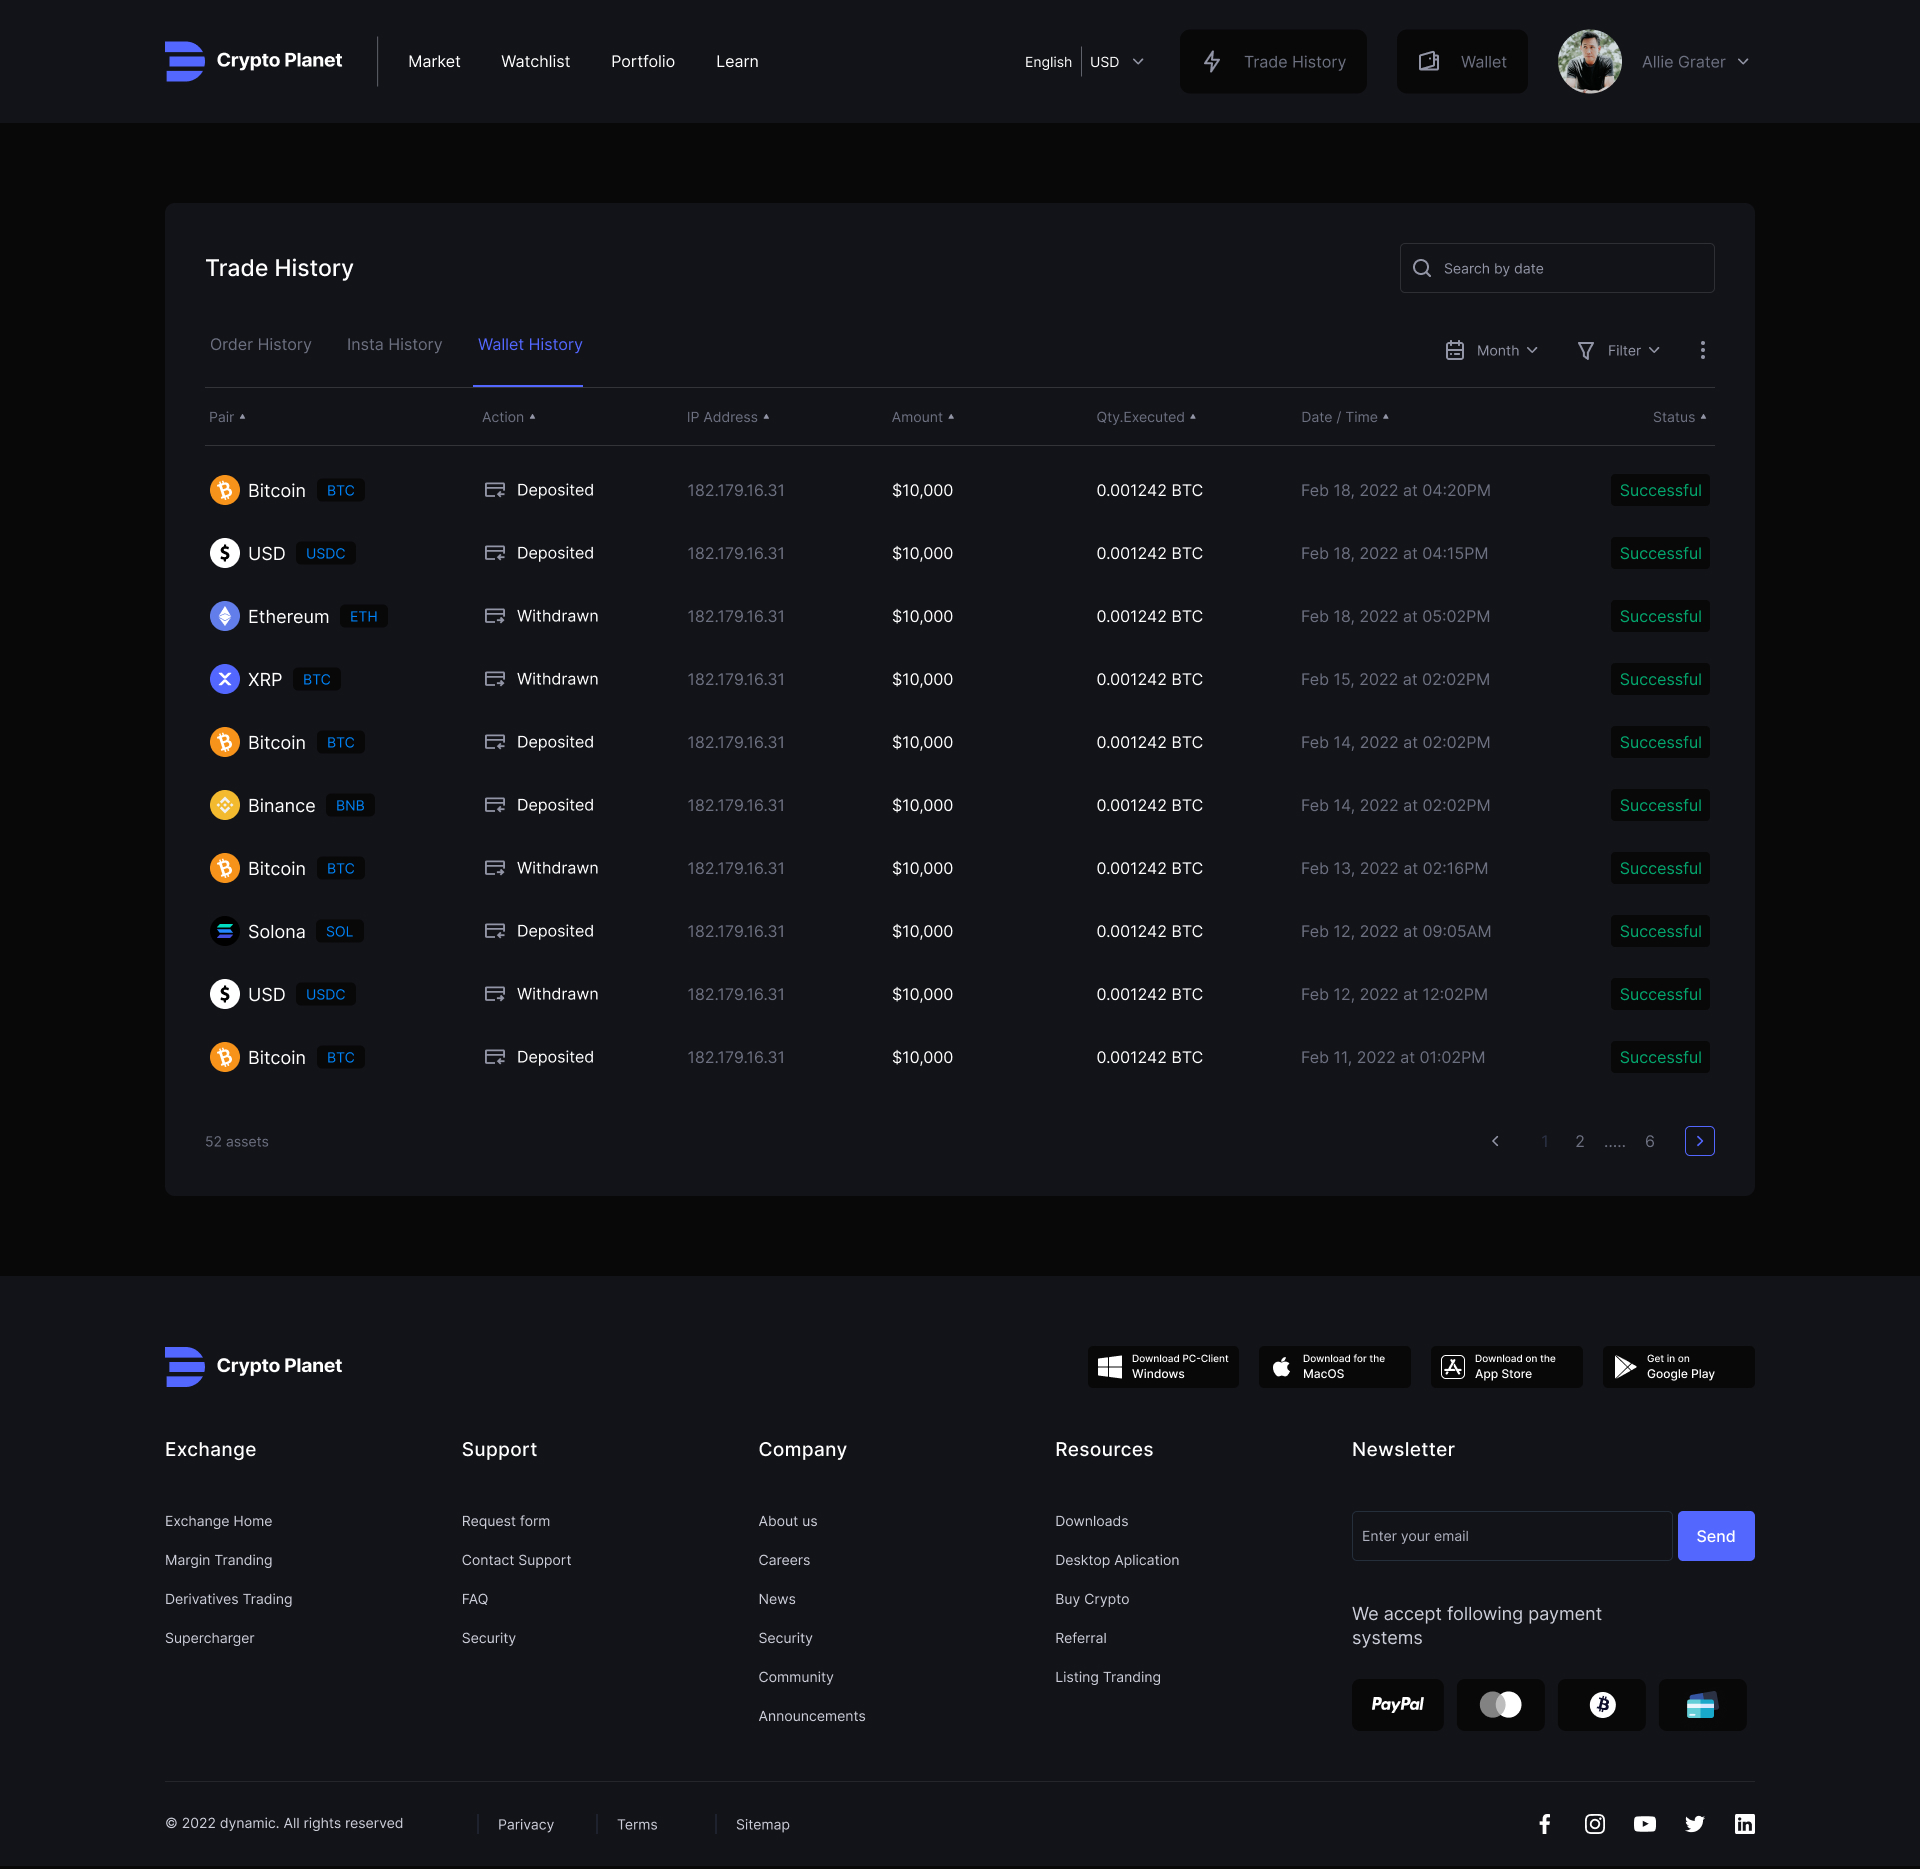 Crypto Planet
Market Watchlist Portfolio Learn
English USD
Trade History
Wallet
Allie Grater
Trade History
Search by date
Order History Insta History Wallet History
Month Filter
Pair Action IP Address Amount Qty.Executed Date / Time Status
Bitcoin BTC Deposited 182.179.16.31 $10,000 0.001242 BTC Feb 18, 2022 at 04:20PM Successful
USD USDC Deposited 182.179.16.31 $10,000 0.001242 BTC Feb 18, 2022 at 04:15PM Successful
Ethereum ETH Withdrawn 182.179.16.31 $10,000 0.001242 BTC Feb 18, 2022 at 05:02PM Successful
XRP BTC Withdrawn 182.179.16.31 $10,000 0.001242 BTC Feb 15, 2022 at 02:02PM Successful
Bitcoin BTC Deposited 182.179.16.31 $10,000 0.001242 BTC Feb 14, 2022 at 02:02PM Successful
Binance BNB Deposited 182.179.16.31 $10,000 0.001242 BTC Feb 14, 2022 at 02:02PM Successful
Bitcoin BTC Withdrawn 182.179.16.31 $10,000 0.001242 BTC Feb 13, 2022 at 02:16PM Successful
Solona SOL Deposited 182.179.16.31 $10,000 0.001242 BTC Feb 12, 2022 at 09:05AM Successful
USD USDC Withdrawn 182.179.16.31 $10,000 0.001242 BTC Feb 12, 2022 at 12:02PM Successful
Bitcoin BTC Deposited 182.179.16.31 $10,000 0.001242 BTC Feb 11, 2022 at 01:02PM Successful
52 assets
1 2 ..... 6
Crypto Planet
Download PC-Client
Windows
Download for the
MacOS
Download on the
App Store
Get in on
Google Play
Exchange
Exchange Home
Margin Tranding
Derivatives Trading
Supercharger
Support
Request form
Contact Support
FAQ
Security
Company
About us
Careers
News
Security
Community
Announcements
Resources
Downloads
Desktop Aplication
Buy Crypto
Referral
Listing Tranding
Newsletter
Enter your email
Send
We accept following payment
systems
PayPal
© 2022 dynamic. All rights reserved
Parivacy
Terms
Sitemap